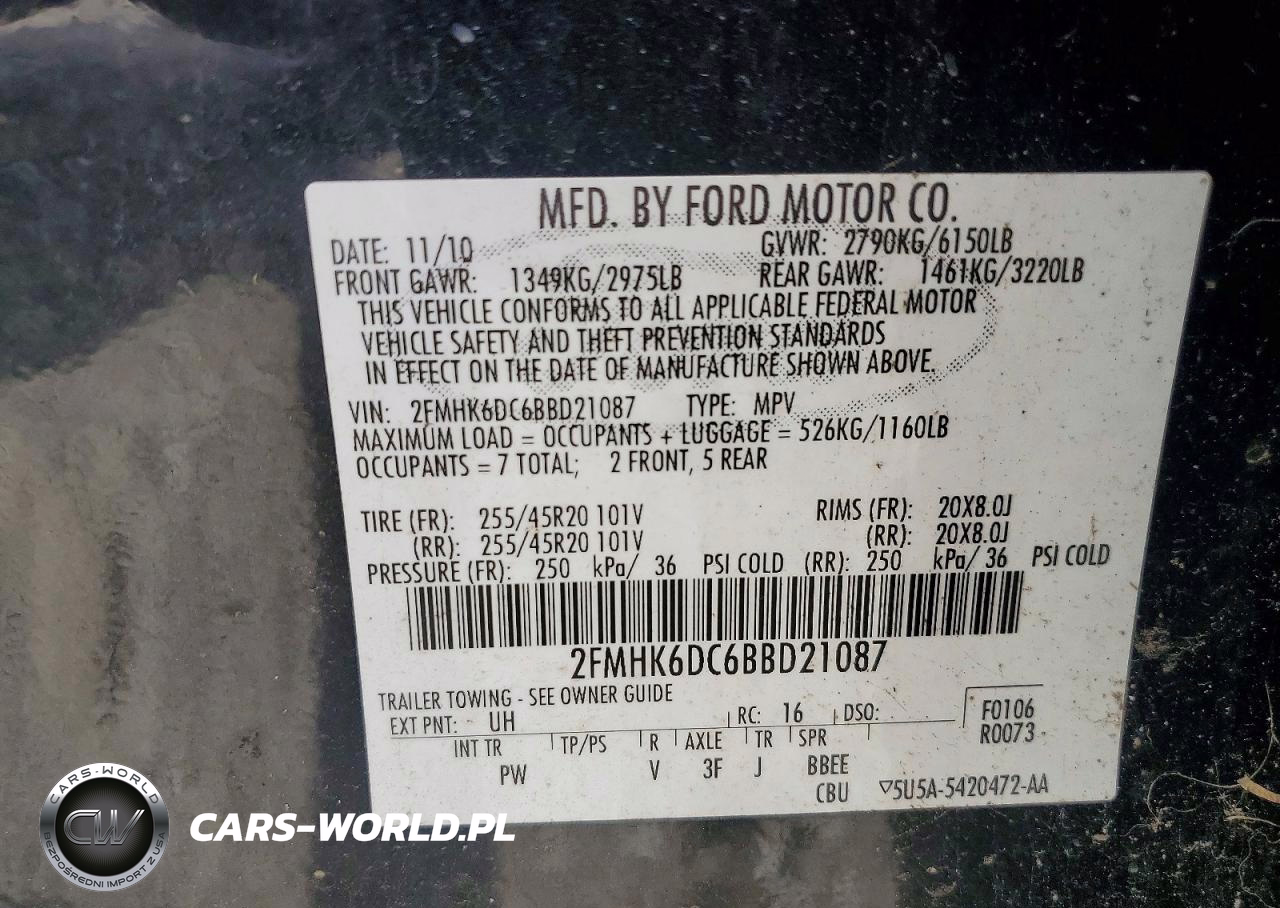 MFD. BY FORD MOTOR CO.
DATE: 11/10 GVWR: 2790KG/6150LB
FRONT GAWR: 1349KG/2975LB REAR GAWR: 1461KG/3220LB
THIS VEHICLE CONFORMS TO ALL APPLICABLE FEDERAL MOTOR
VEHICLE SAFETY AND THEFT PREVENTION STANDARDS
IN EFFECT ON THE DATE OF MANUFACTURE SHOWN ABOVE.
VIN: 2FMHK6DC6BBD21087 TYPE: MPV
MAXIMUM LOAD = OCCUPANTS + LUGGAGE = 526KG/1160LB
OCCUPANTS = 7 TOTAL; 2 FRONT, 5 REAR
TIRE (FR): 255/45R20 101V RIMS (FR): 20X8.0J
(RR): 255/45R20 101V (RR): 20X8.0J
PRESSURE (FR): 250 kPa/ 36 PSI COLD (RR): 250 kPa/ 36 PSI COLD
2FMHK6DC6BBD21087
TRAILER TOWING - SEE OWNER GUIDE
EXT PNT: UH RC: 16 DSO: F0106
R0073
INT TR TP/PS R AXLE TR SPR
PW V 3F J BBEE
CBU ▽5U5A-5420472-AA
CARS-WORLD
CW
BEZPOŚREDNI IMPORT Z USA
CARS-WORLD.PL